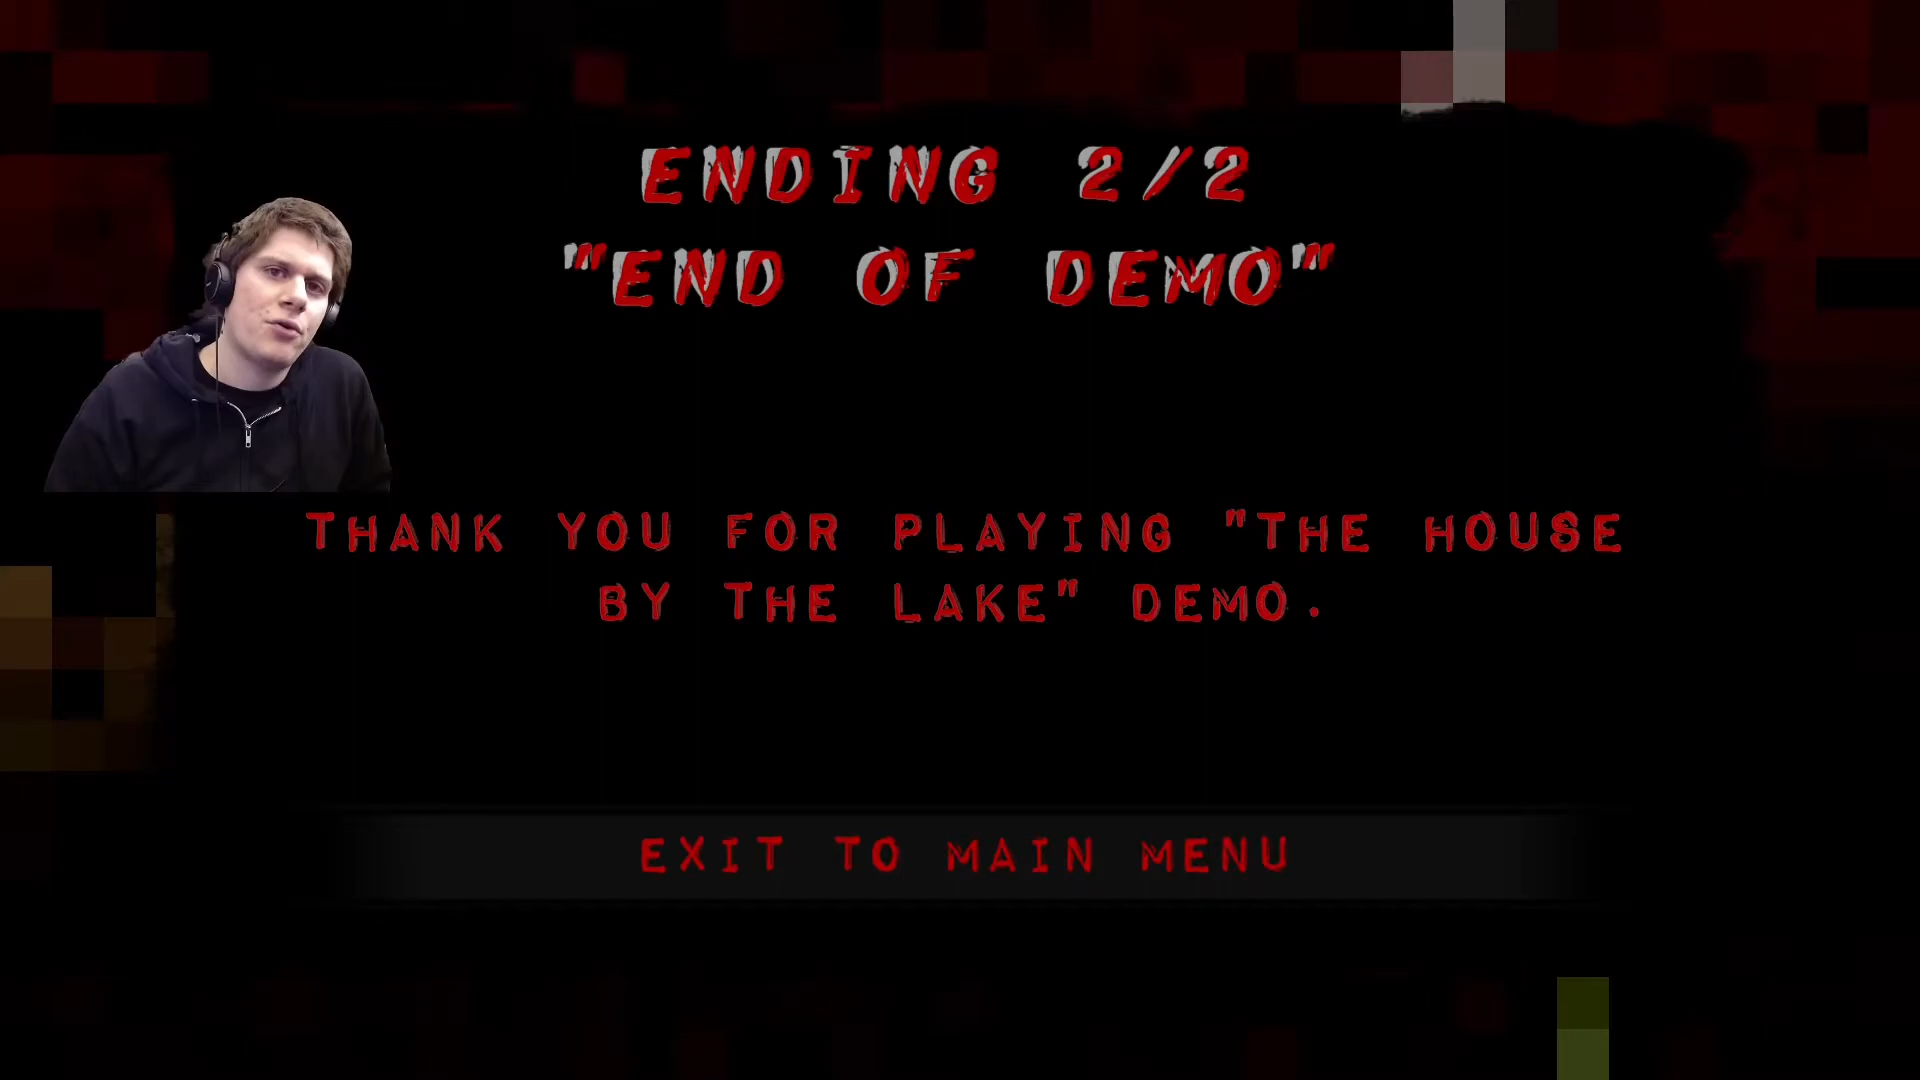 ENDING 2/2
"END OF DEMO"
THANK YOU FOR PLAYING "THE HOUSE
BY THE LAKE" DEMO.
EXIT TO MAIN MENU